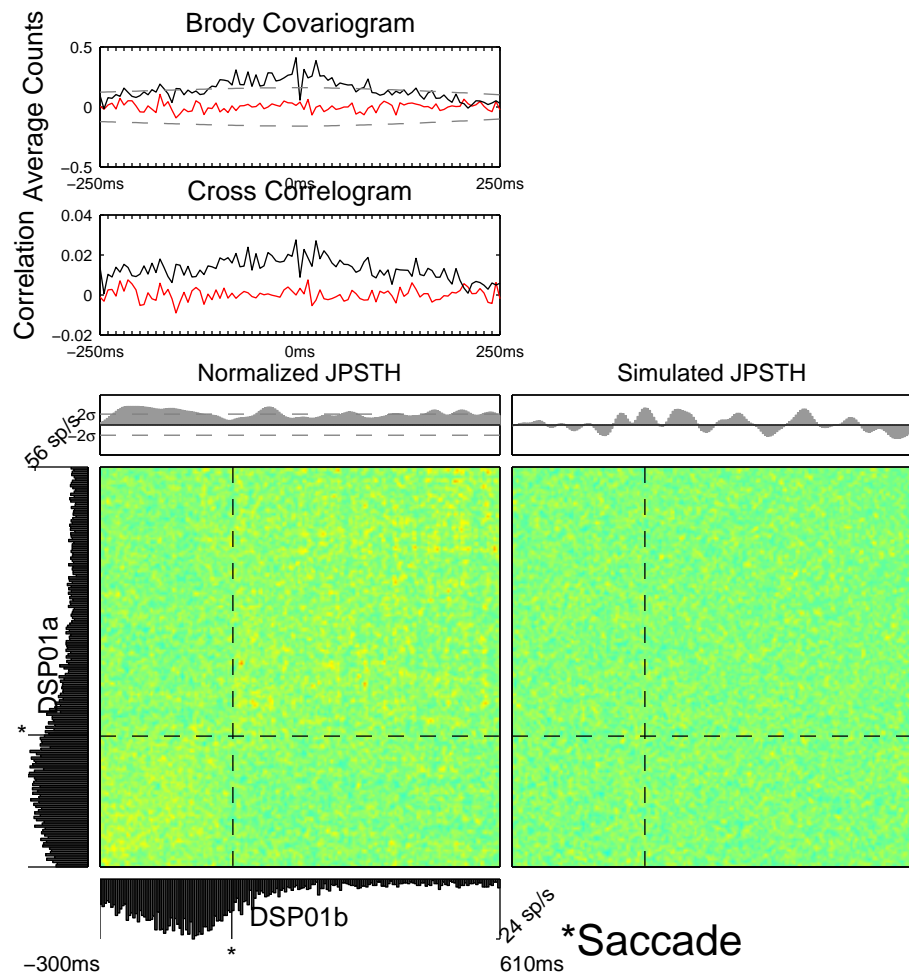 Brody Covariogram
Average Counts
0.5
0
−0.5
−250ms
0ms
250ms
Cross Correlogram
Correlation
0.04
0.02
0
−0.02
−250ms
0ms
250ms
Normalized JPSTH
Simulated JPSTH
2σ
−2σ
56 sp/s
DSP01a
*
DSP01b
*
24 sp/s
−300ms
610ms
*Saccade